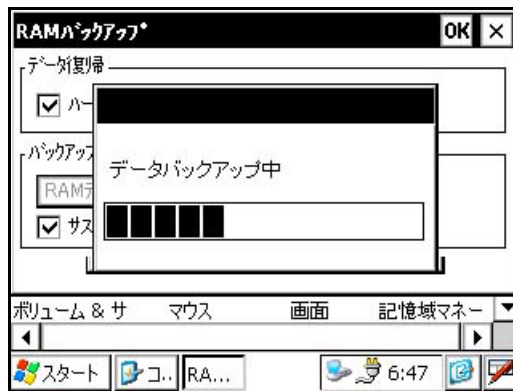 RAMバックアップ
OK ×
データ復帰
ハー
バックアップ
データバックアップ中
RAMデ
サス
ボリューム & サ マウス 画面 記憶域マネー
スタート コ.. RA... 6:47